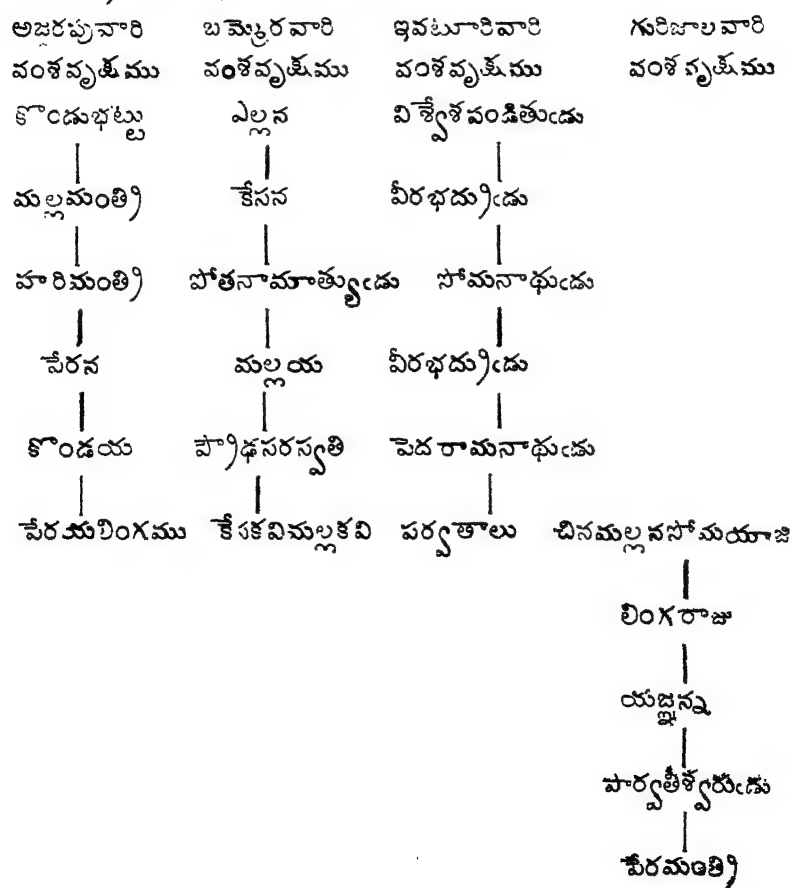 అజ్జరపువారి బమ్మెరవారి ఇవటూరివారి గురిజాలవారి
వంశవృక్షము వంశవృక్షము వంశవృక్షము వంశవృక్షము
కొండుభట్టు ఎల్లన విశ్వేశపండితుఁడు
మల్లమంత్రి కేసన వీరభద్రుఁడు
హరిమంత్రి పోతనామాత్యుఁడు సోమనాథుఁడు
పేరన మల్లయ వీరభద్రుఁడు
కొండయ ప్రౌఢసరస్వతి పెదరామనాథుఁడు
పేరయలింగము కేసకవిమల్లకవి పర్వతాలు చినమల్లనసోమయాజి
లింగరాజు
యజ్ఞన్న
పార్వతీశ్వరుఁడు
పేరమంత్రి